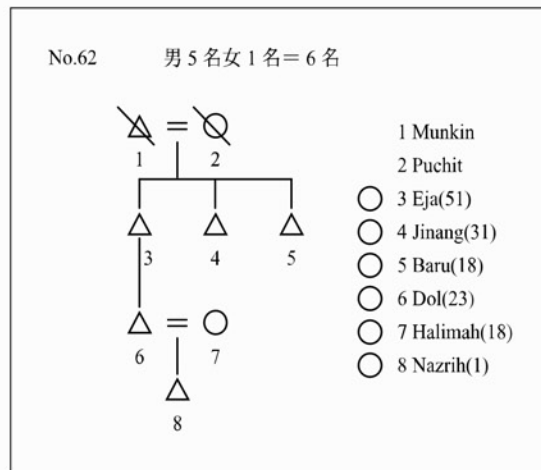 No.62 男5名女1名＝6名
1 2
3 4 5
6 7
8
1 Munkin
2 Puchit
3 Eja(51)
4 Jinang(31)
5 Baru(18)
6 Dol(23)
7 Halimah(18)
8 Nazrih(1)